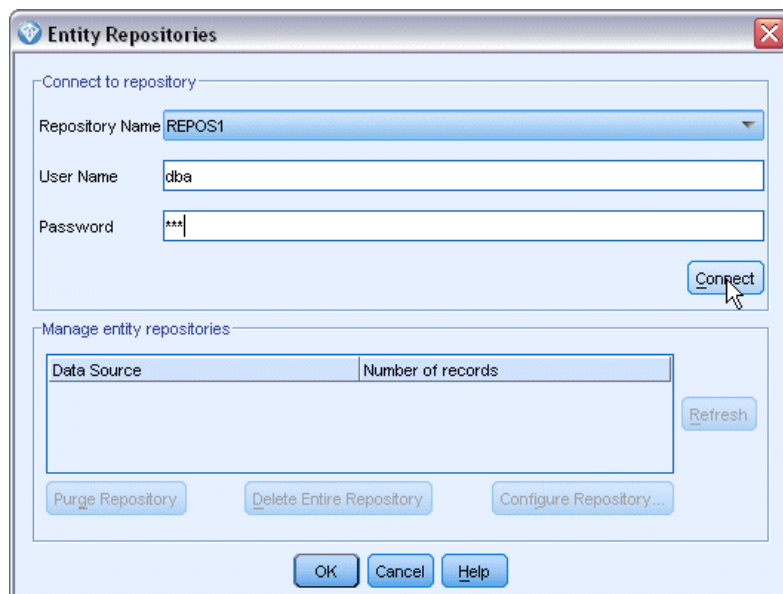 Entity Repositories
Connect to repository
Repository Name REPOS1
User Name dba
Password ***
Connect
Manage entity repositories
Data Source Number of records
Refresh
Purge Repository Delete Entire Repository Configure Repository...
OK Cancel Help